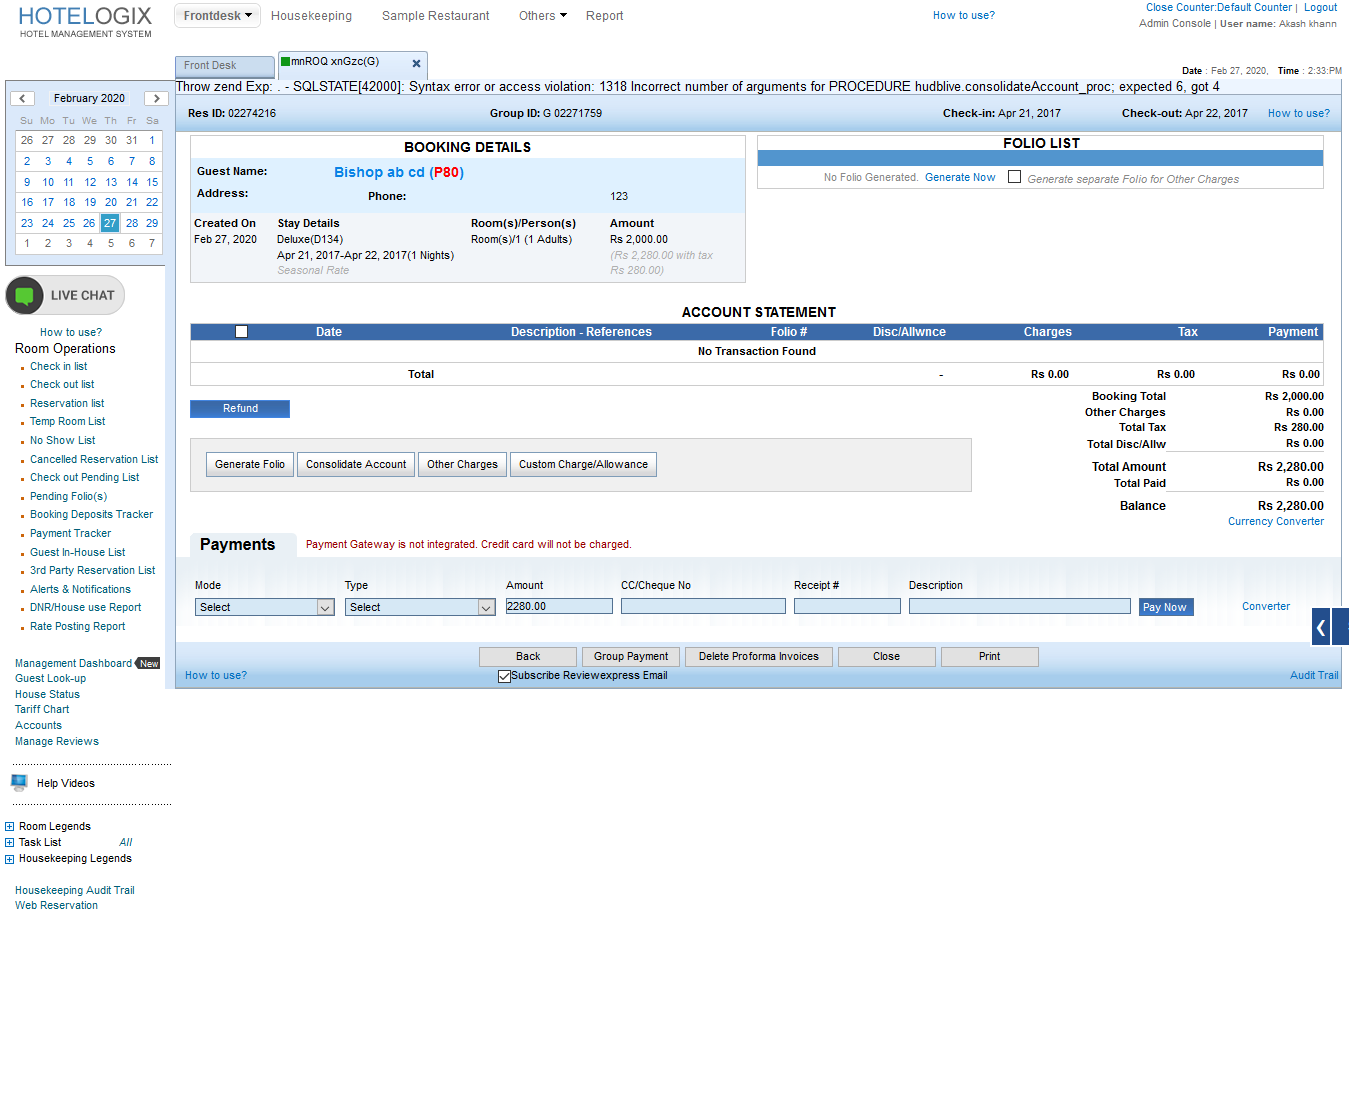 HOTELOGIX
HOTEL MANAGEMENT SYSTEM
Frontdesk Housekeeping Sample Restaurant Others Report
How to use?
Close Counter:Default Counter | Logout
Admin Console | User name: Akash khann
Front Desk
mnROQ xnGzc(G)
Date : Feb 27, 2020, Time : 2:33:PM
Throw zend Exp: . - SQLSTATE[42000]: Syntax error or access violation: 1318 Incorrect number of arguments for PROCEDURE hudblive.consolidateAccount_proc; expected 6, got 4
Res ID: 02274216 Group ID: G 02271759 Check-in: Apr 21, 2017 Check-out: Apr 22, 2017 How to use?
February 2020
Su Mo Tu We Th Fr Sa
26 27 28 29 30 31 1
2 3 4 5 6 7 8
9 10 11 12 13 14 15
16 17 18 19 20 21 22
23 24 25 26 27 28 29
1 2 3 4 5 6 7
LIVE CHAT
How to use?
Room Operations
Check in list
Check out list
Reservation list
Temp Room List
No Show List
Cancelled Reservation List
Check out Pending List
Pending Folio(s)
Booking Deposits Tracker
Payment Tracker
Guest In-House List
3rd Party Reservation List
Alerts & Notifications
DNR/House use Report
Rate Posting Report
Management Dashboard New
Guest Look-up
House Status
Tariff Chart
Accounts
Manage Reviews
Help Videos
Room Legends
Task List All
Housekeeping Legends
Housekeeping Audit Trail
Web Reservation
BOOKING DETAILS
Guest Name: Bishop ab cd (P80)
Address: Phone: 123
Created On Stay Details Room(s)/Person(s) Amount
Feb 27, 2020 Deluxe(D134) Room(s)/1 (1 Adults) Rs 2,000.00
Apr 21, 2017-Apr 22, 2017(1 Nights) (Rs 2,280.00 with tax
Seasonal Rate Rs 280.00)
FOLIO LIST
No Folio Generated. Generate Now Generate separate Folio for Other Charges
ACCOUNT STATEMENT
Date Description - References Folio # Disc/Allwnce Charges Tax Payment
No Transaction Found
Total - Rs 0.00 Rs 0.00 Rs 0.00
Refund
Booking Total Rs 2,000.00
Other Charges Rs 0.00
Total Tax Rs 280.00
Total Disc/Allw Rs 0.00
Total Amount Rs 2,280.00
Total Paid Rs 0.00
Balance Rs 2,280.00
Currency Converter
Generate Folio Consolidate Account Other Charges Custom Charge/Allowance
Payments Payment Gateway is not integrated. Credit card will not be charged.
Mode Type Amount CC/Cheque No Receipt # Description
Select Select 2280.00 Pay Now Converter
Back Group Payment Delete Proforma Invoices Close Print
How to use? Subscribe Reviewexpress Email Audit Trail